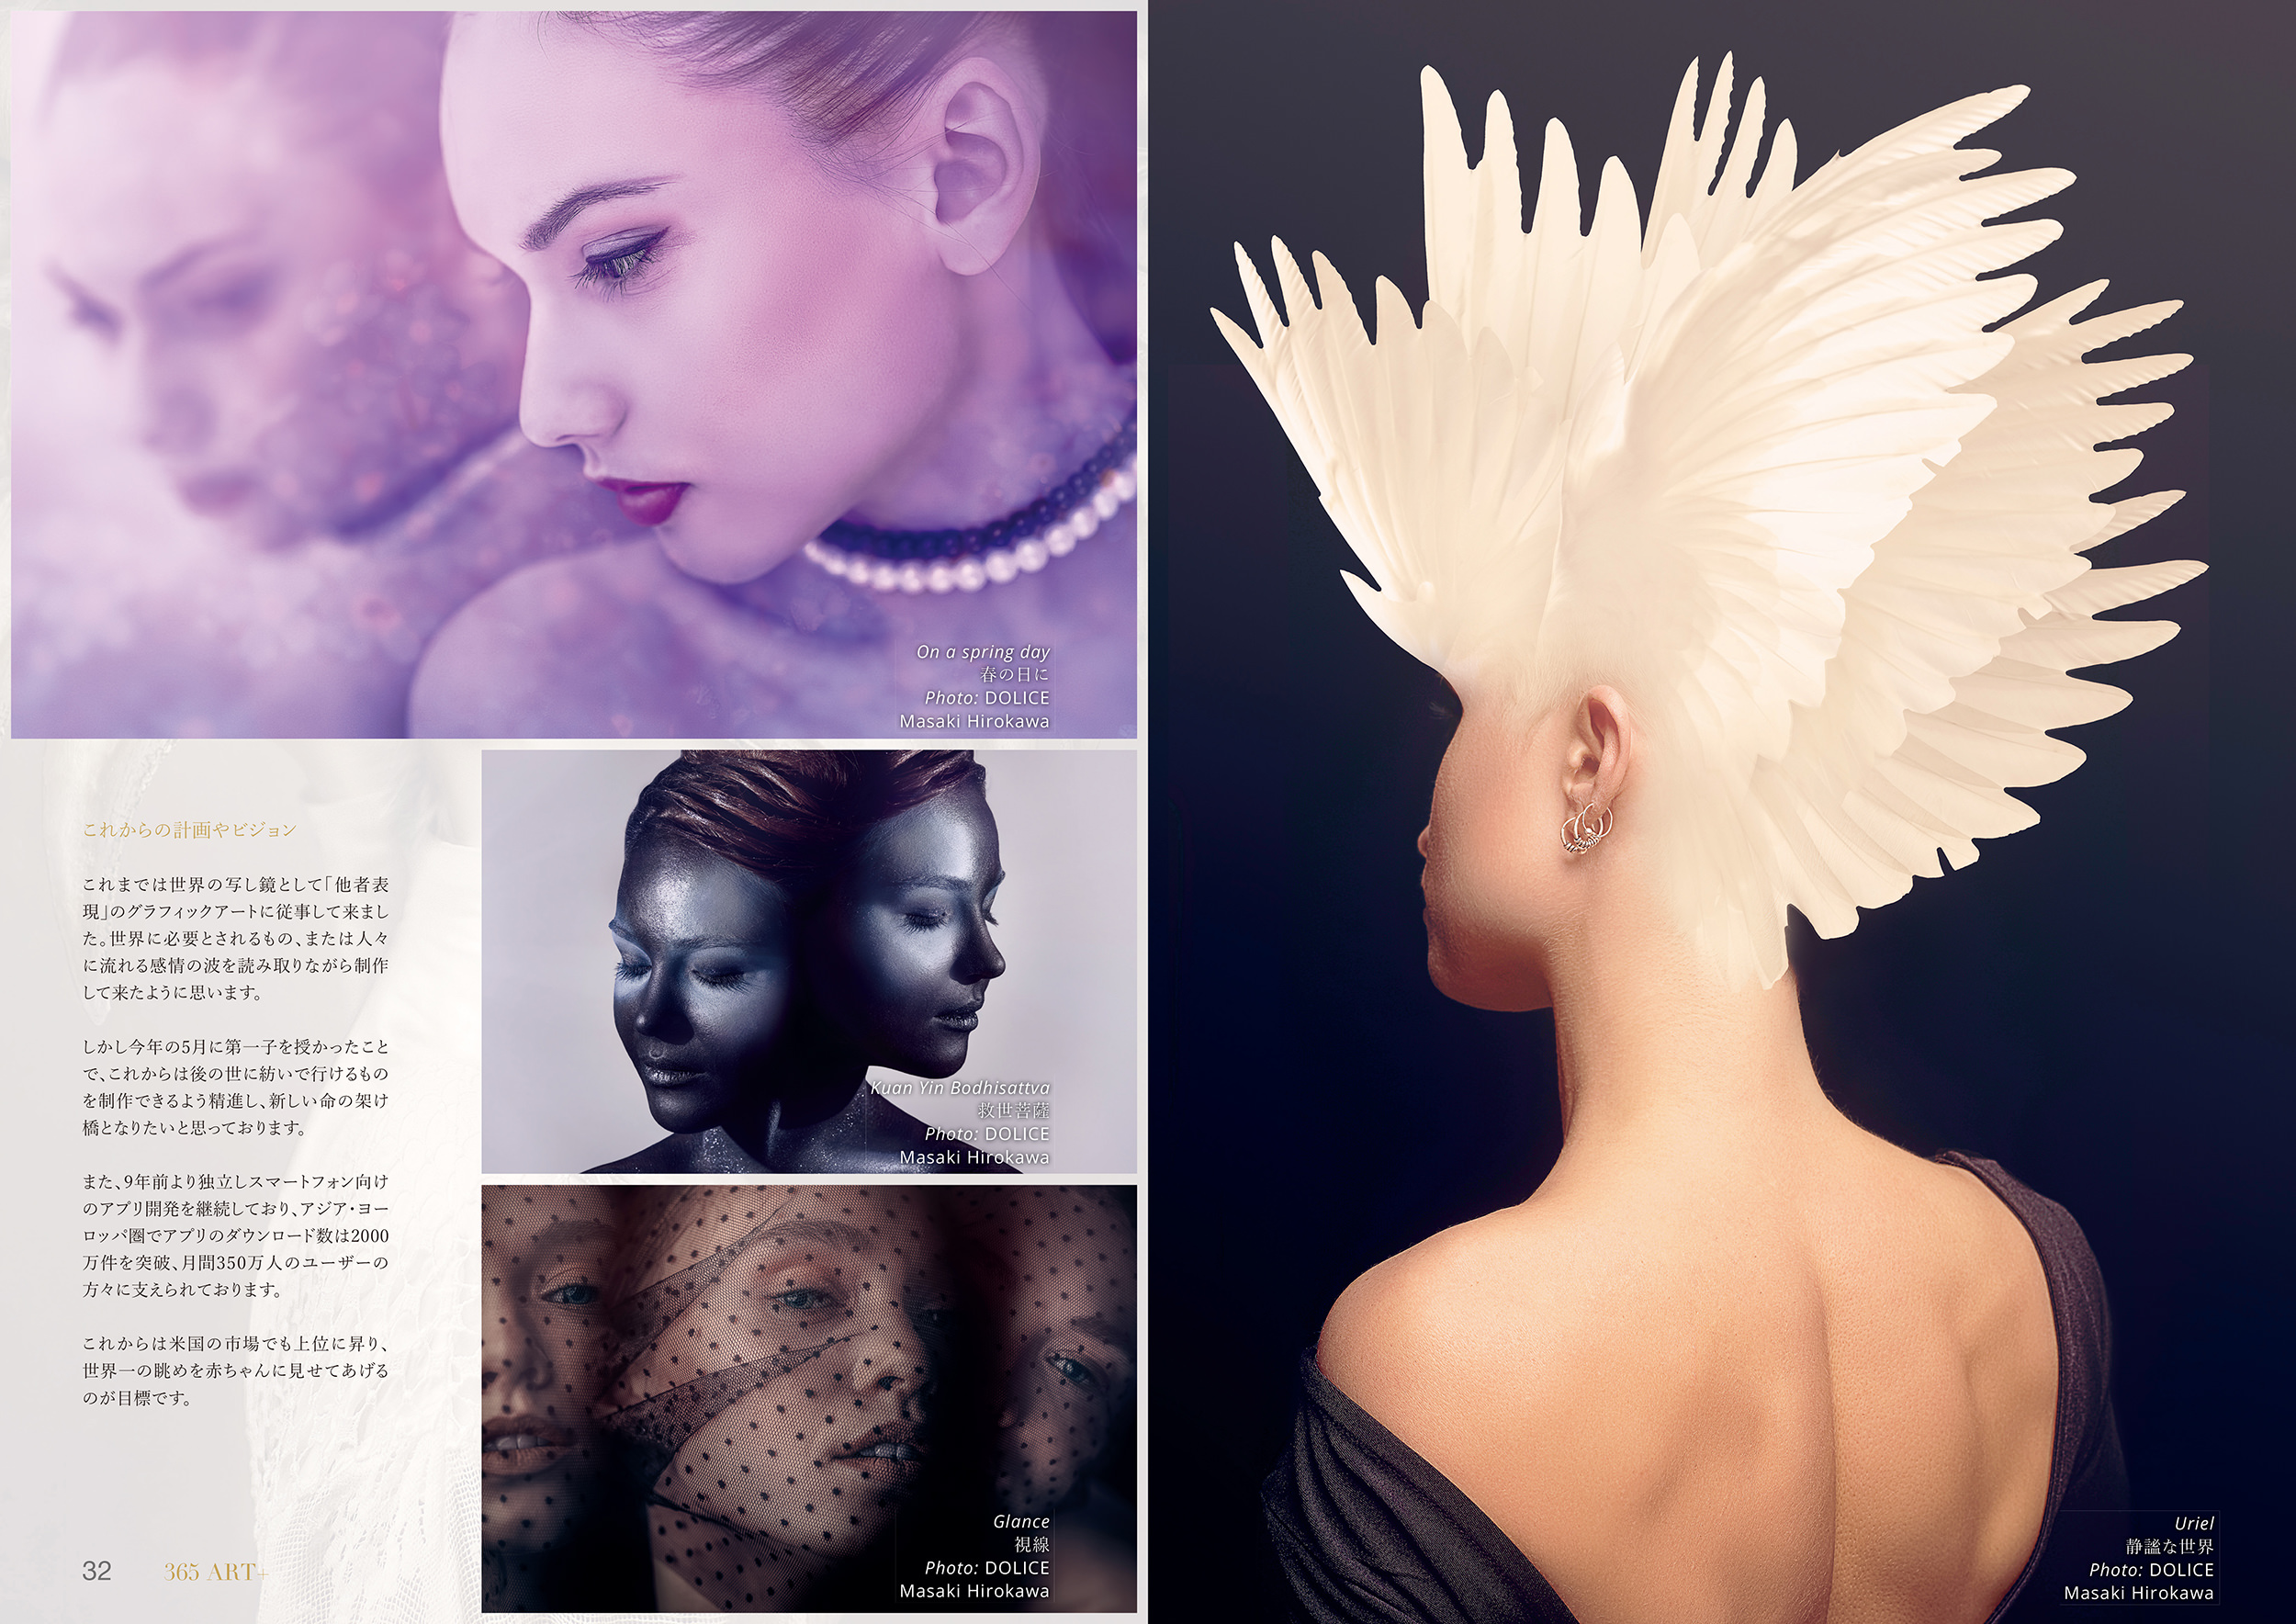 On a spring day
春の日に
Photo: DOLICE
Masaki Hirokawa
これからの計画やビジョン
これまでは世界の写し鏡として「他者表
現」のグラフィックアートに従事して来まし
た。世界に必要とされるもの、または人々
に流れる感情の波を読み取りながら制作
して来たように思います。
しかし今年の5月に第一子を授かったこと
で、これからは後の世に紡いで行けるもの
を制作できるよう精進し、新しい命の架け
橋となりたいと思っております。
また、9年前より独立しスマートフォン向け
のアプリ開発を継続しており、アジア・ヨー
ロッパ圏でアプリのダウンロード数は2000
万件を突破、月間350万人のユーザーの
方々に支えられております。
これからは米国の市場でも上位に昇り、
世界一の眺めを赤ちゃんに見せてあげる
のが目標です。
Kuan Yin Bodhisattva
救世菩薩
Photo: DOLICE
Masaki Hirokawa
Glance
視線
Photo: DOLICE
Masaki Hirokawa
32
365 ART+
Uriel
静謐な世界
Photo: DOLICE
Masaki Hirokawa